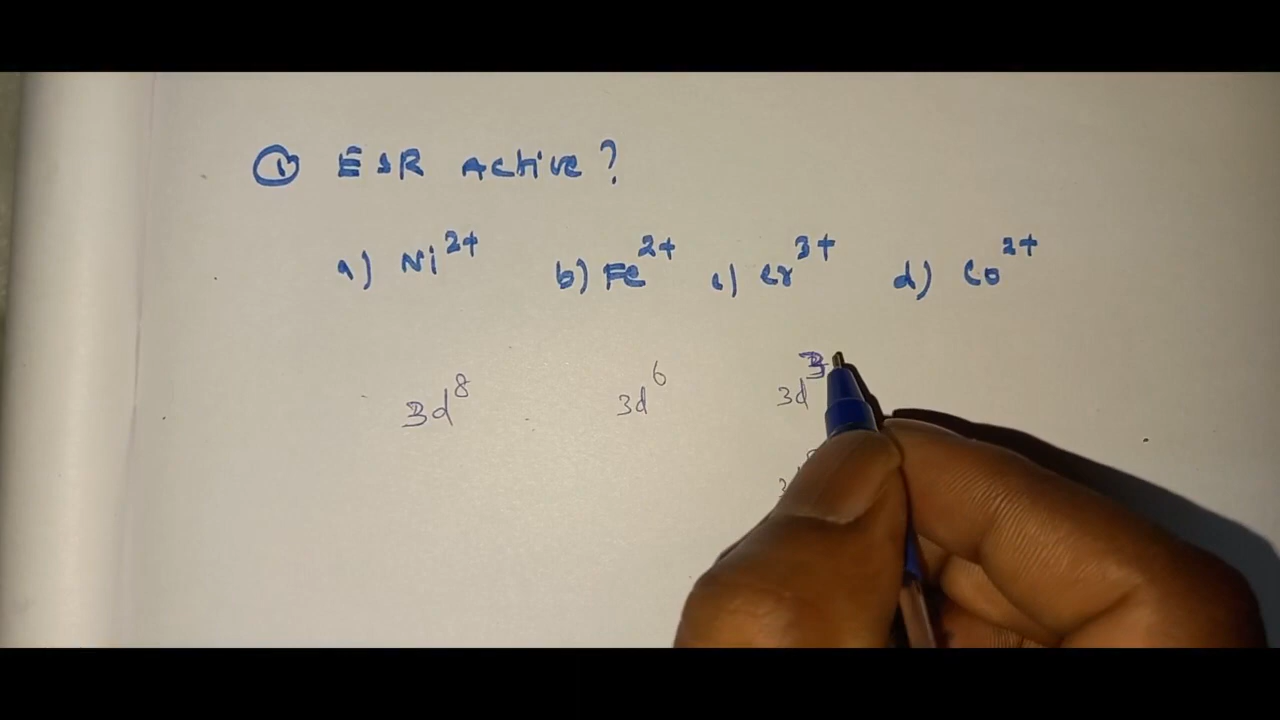 ① ESR Active?
a) Ni²⁺ b) Fe²⁺ c) Cr³⁺ d) Co²⁺
3d⁸ 3d⁶ 3d³